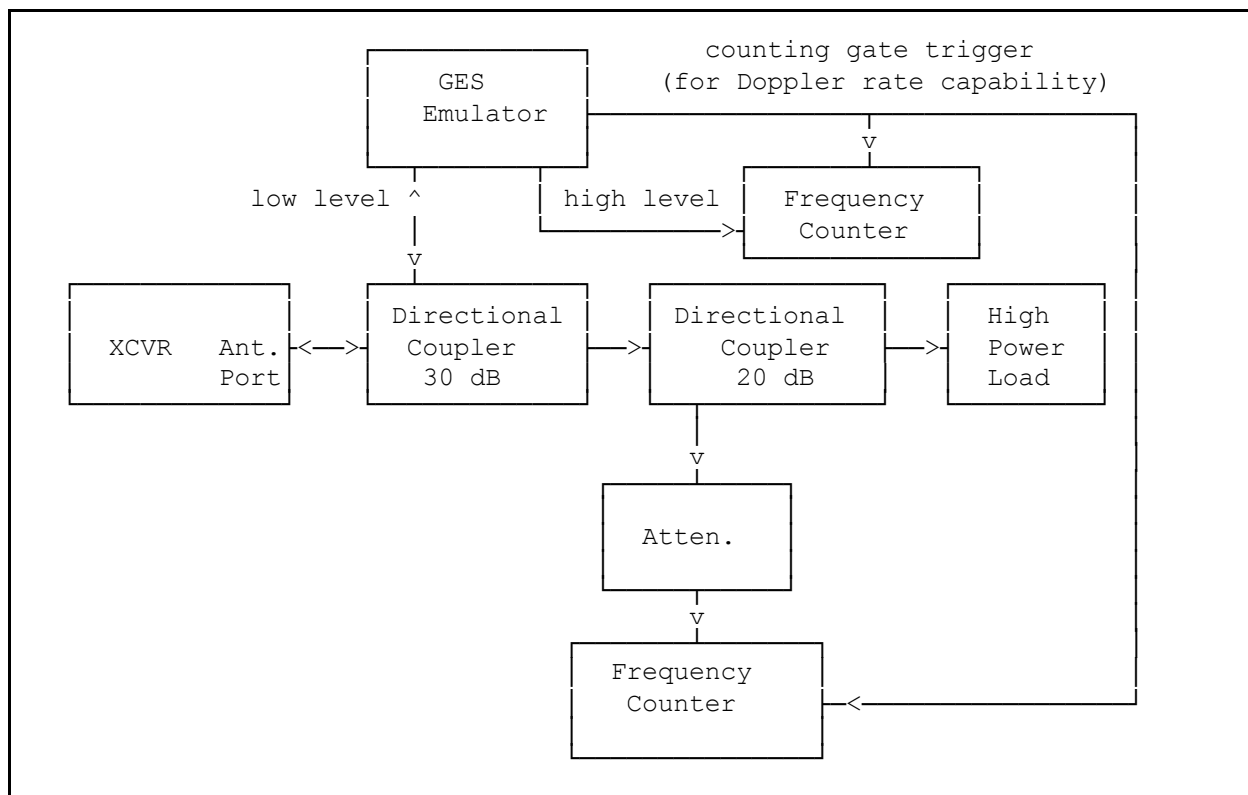 counting gate trigger
(for Doppler rate capability)
GES
Emulator
low level
high level
Frequency
Counter
XCVR Ant.
Port
Directional
Coupler
30 dB
Directional
Coupler
20 dB
High
Power
Load
Atten.
Frequency
Counter